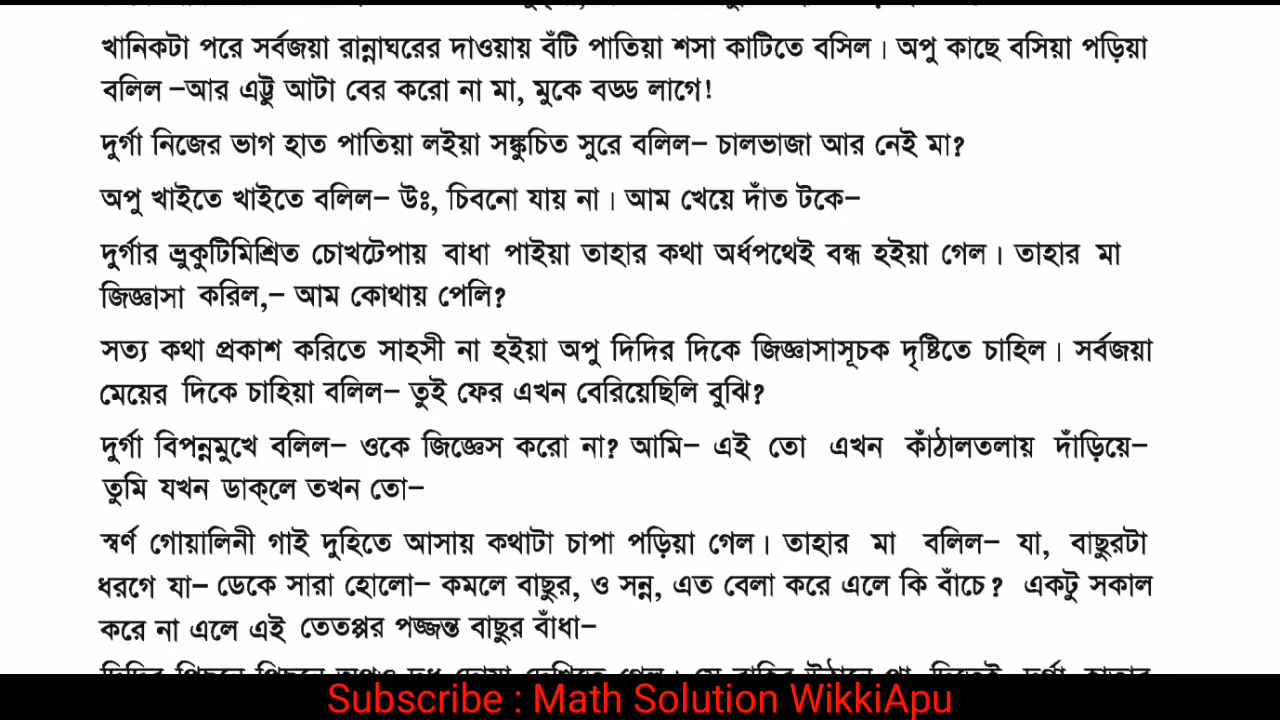 খানিকটা পরে সর্বজয়া রান্নাঘরের দাওয়ায় বঁটি পাতিয়া শসা কাটিতে বসিল। অপু কাছে বসিয়া পড়িয়া
বলিল –আর এট্টু আটা বের করো না মা, মুকে বড্ড লাগে!
দুর্গা নিজের ভাগ হাত পাতিয়া লইয়া সঙ্কুচিত সুরে বলিল– চালভাজা আর নেই মা?
অপু খাইতে খাইতে বলিল– উঃ, চিবনো যায় না। আম খেয়ে দাঁত টকে–
দুর্গার ভ্রুকুটিমিশ্রিত চোখটেপায় বাধা পাইয়া তাহার কথা অর্ধপথেই বন্ধ হইয়া গেল। তাহার মা
জিজ্ঞাসা করিল,– আম কোথায় পেলি?
সত্য কথা প্রকাশ করিতে সাহসী না হইয়া অপু দিদির দিকে জিজ্ঞাসাসূচক দৃষ্টিতে চাহিল। সর্বজয়া
মেয়ের দিকে চাহিয়া বলিল– তুই ফের এখন বেরিয়েছিলি বুঝি?
দুর্গা বিপন্নমুখে বলিল– ওকে জিজ্ঞেস করো না? আমি– এই তো এখন কাঁঠালতলায় দাঁড়িয়ে–
তুমি যখন ডাক্‌লে তখন তো–
স্বর্ণ গোয়ালিনী গাই দুহিতে আসায় কথাটা চাপা পড়িয়া গেল। তাহার মা বলিল– যা, বাছুরটা
ধরগে যা– ডেকে সারা হোলো– কমলে বাছুর, ও সন্ন, এত বেলা করে এলে কি বাঁচে? একটু সকাল
করে না এলে এই তেতপ্পর পজ্জন্ত বাছুর বাঁধা–
Subscribe : Math Solution WikkiApu